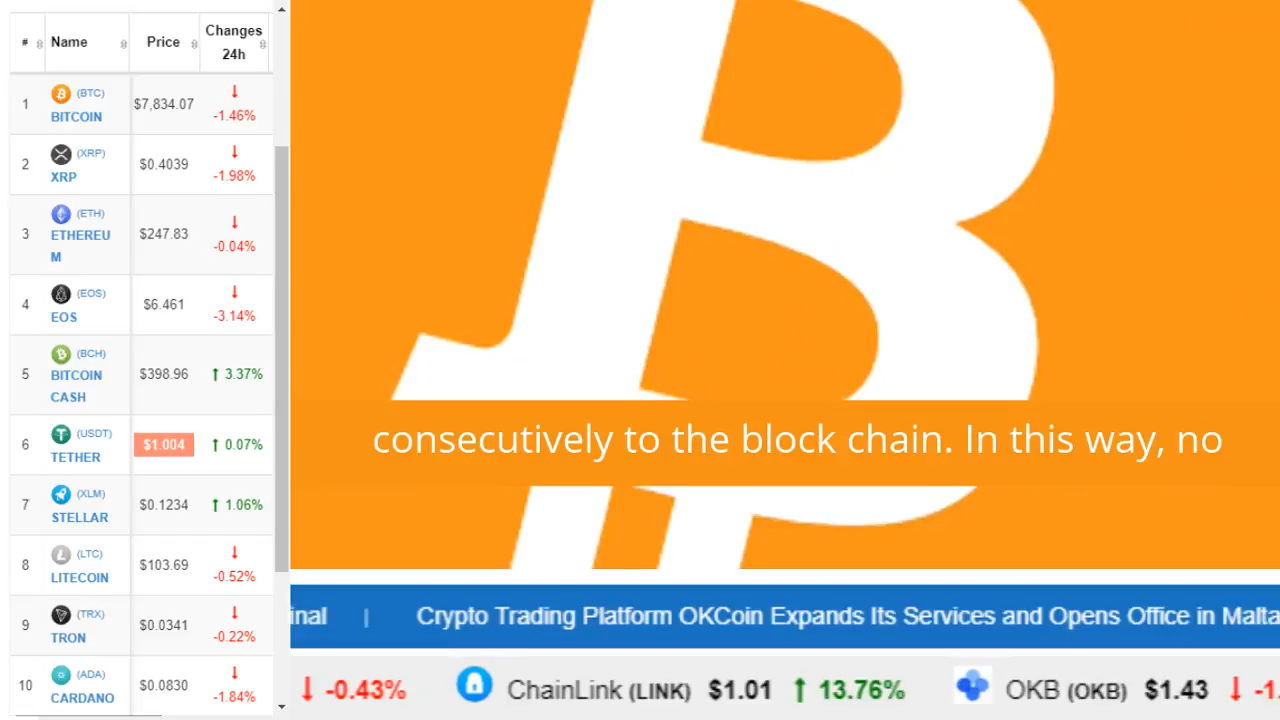 # Name Price Changes
24h
1 (BTC)
BITCOIN $7,834.07 -1.46%
2 (XRP)
XRP $0.4039 -1.98%
3 (ETH)
ETHEREU
M $247.83 -0.04%
4 (EOS)
EOS $6.461 -3.14%
5 (BCH)
BITCOIN
CASH $398.96 3.37%
6 (USDT)
TETHER $1.004 0.07%
7 (XLM)
STELLAR $0.1234 1.06%
8 (LTC)
LITECOIN $103.69 -0.52%
9 (TRX)
TRON $0.0341 -0.22%
10 (ADA)
CARDANO $0.0830 -1.84%
consecutively to the block chain. In this way, no
inal | Crypto Trading Platform OKCoin Expands Its Services and Opens Office in Malta
-0.43% ChainLink (LINK) $1.01 13.76% OKB (OKB) $1.43 -1.